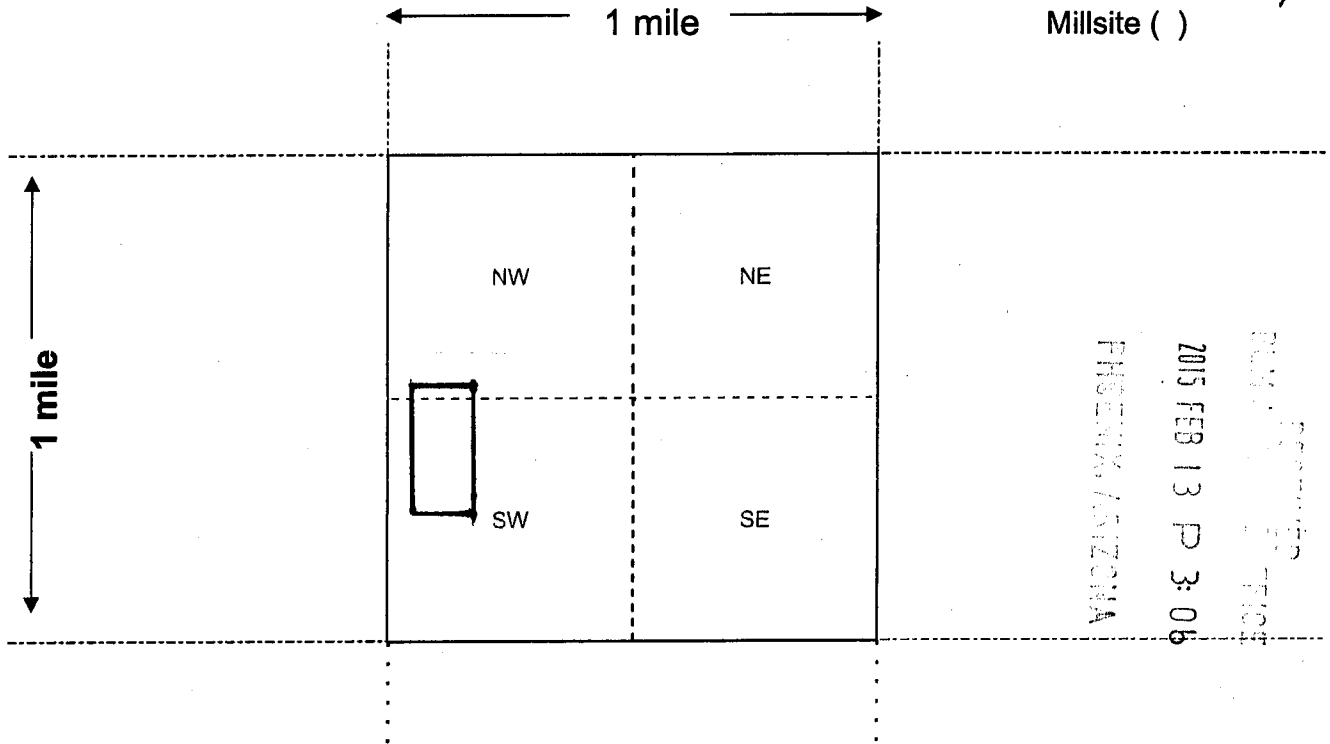 1 mile
Millsite ( )
NW
NE
1 mile
SW
SE
2015 FEB 13 P 3: 06
PHOENIX, ARIZONA